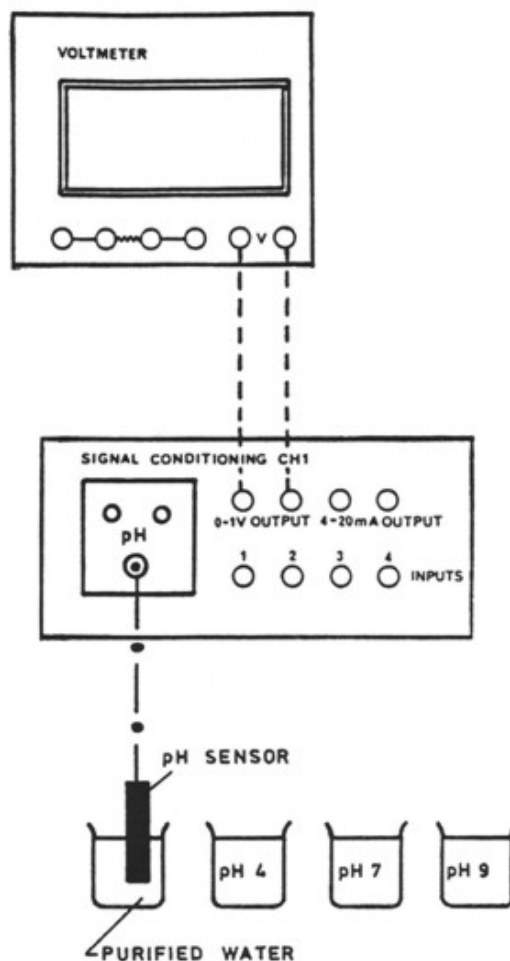 VOLTMETER
V
SIGNAL CONDITIONING CH1
pH
0-1V OUTPUT 4-20mA OUTPUT
1 2 3 4
INPUTS
pH SENSOR
pH 4 pH 7 pH 9
PURIFIED WATER